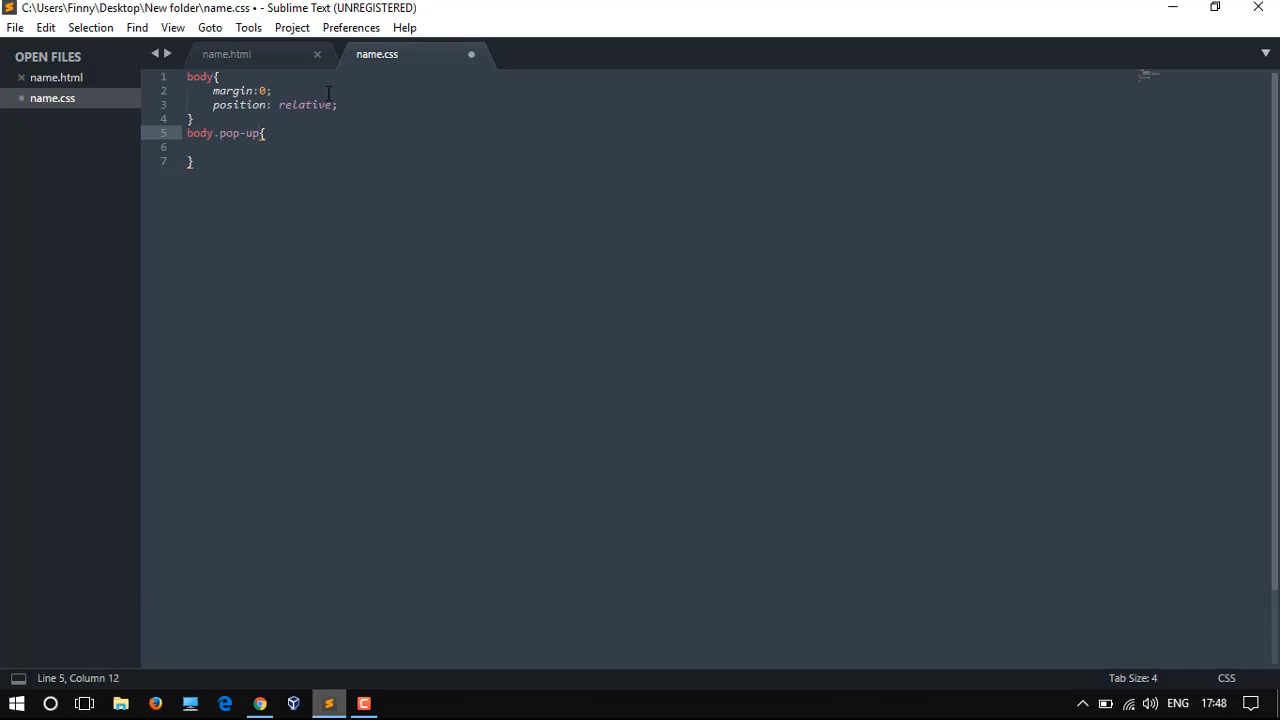 C:\Users\Finny\Desktop\New folder\name.css • - Sublime Text (UNREGISTERED)
File Edit Selection Find View Goto Tools Project Preferences Help
OPEN FILES
name.html
name.css
name.html
name.css
1 body{
2 margin:0;
3 position: relative;
4 }
5 body.pop-up{
6
7 }
Line 5, Column 12
Tab Size: 4
CSS
ENG
17:48